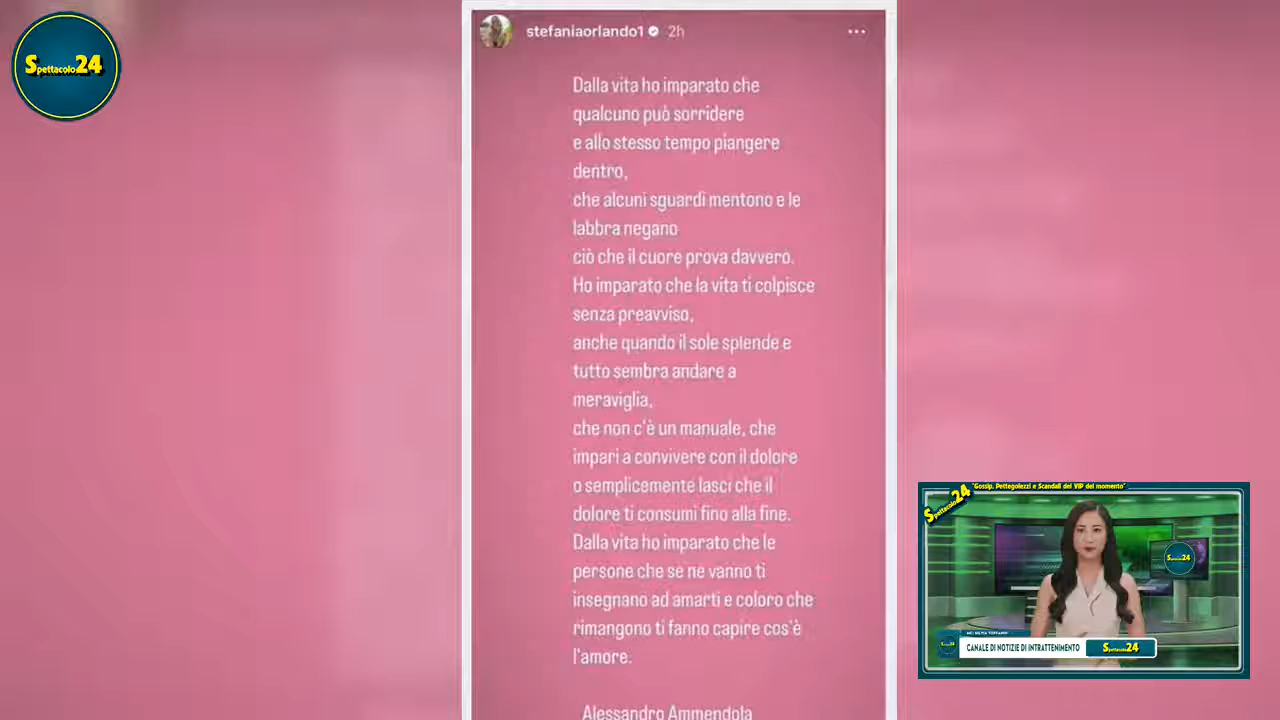 Spettacolo24
stefaniaorlando1 2h
Dalla vita ho imparato che
qualcuno può sorridere
e allo stesso tempo piangere
dentro,
che alcuni sguardi mentono e le
labbra negano
ciò che il cuore prova davvero.
Ho imparato che la vita ti colpisce
senza preavviso,
anche quando il sole splende e
tutto sembra andare a
meraviglia,
che non c'è un manuale, che
impari a convivere con il dolore
o semplicemente lasci che il
dolore ti consumi fino alla fine.
Dalla vita ho imparato che le
persone che se ne vanno ti
insegnano ad amarti e coloro che
rimangono ti fanno capire cos'è
l'amore.
Alessandro Ammendola
"Gossip, Pettegolezzi e Scandali dei VIP del momento"
Spettacolo24
Spettacolo24
MC: SILVIA TOFFANIN
CANALE DI NOTIZIE DI INTRATTENIMENTO
Spettacolo24